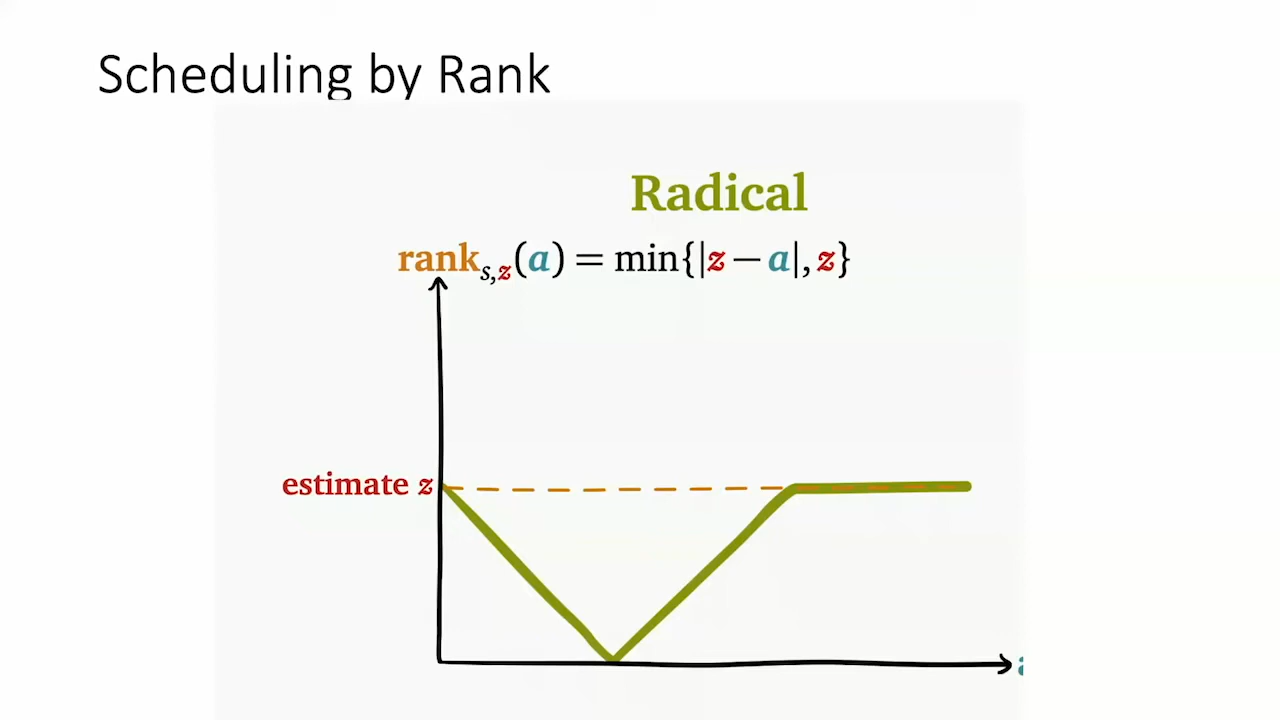 Scheduling by Rank
Radical
rank_{s,z}(a) = min{|z − a|, z}
estimate z